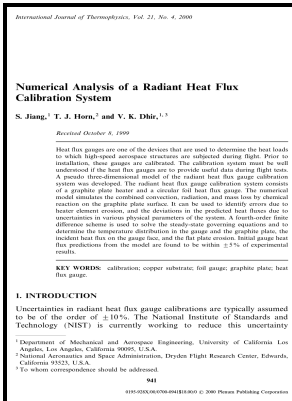 International Journal of Thermophysics, Vol. 21, No. 4, 2000
Numerical Analysis of a Radiant Heat Flux
Calibration System
S. Jiang,¹ T. J. Horn,² and V. K. Dhir,¹,³
Received October 8, 1999
Heat flux gauges are one of the devices that are used to determine the heat loads
to which high-speed aerospace structures are subjected during flight. Prior to
installation, these gauges are calibrated. The calibration system must be well
understood if the heat flux gauges are to provide useful data during flight tests.
A pseudo three-dimensional model of the radiant heat flux gauge calibration
system was developed. The radiant heat flux gauge calibration system consists
of a graphite plate heater and a circular foil heat flux gauge. The numerical
model simulates the combined convection, radiation, and mass loss by chemical
reaction on the graphite plate surface. It can be used to identify errors due to
heater element erosion, and the deviations in the predicted heat fluxes due to
uncertainties in various physical parameters of the system. A fourth-order finite
difference scheme is used to solve the steady-state governing equations and to
determine the temperature distribution in the gauge and the graphite plate, the
incident heat flux on the gauge face, and the flat plate erosion. Initial gauge heat
flux predictions from the model are found to be within ±5% of experimental
results.
KEY WORDS: calibration; copper substrate; foil gauge; graphite plate; heat
flux gauge.
1. INTRODUCTION
Uncertainties in radiant heat flux gauge calibrations are typically assumed
to be of the order of ±10%. The National Institute of Standards and
Technology (NIST) is currently working to reduce this uncertainty
¹ Department of Mechanical and Aerospace Engineering, University of California Los
Angeles, Los Angeles, California 90095, U.S.A.
² National Aeronautics and Space Administration, Dryden Flight Research Center, Edwards,
California 93523, U.S.A.
³ To whom correspondence should be addressed.
941
0195-928X/00/0700-0941$18.00/0 © 2000 Plenum Publishing Corporation